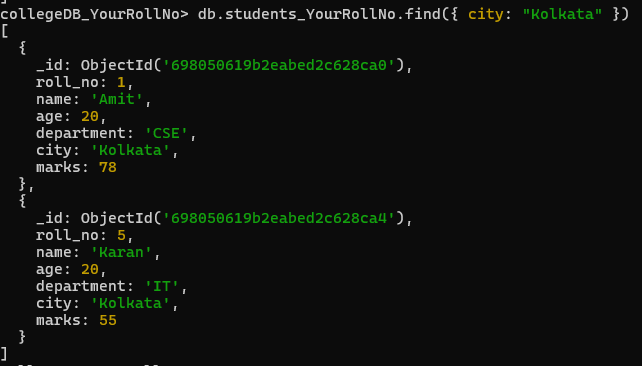 collegeDB_YourRollNo> db.students_YourRollNo.find({ city: "Kolkata" })
[
  {
    _id: ObjectId('698050619b2eabed2c628ca0'),
    roll_no: 1,
    name: 'Amit',
    age: 20,
    department: 'CSE',
    city: 'Kolkata',
    marks: 78
  },
  {
    _id: ObjectId('698050619b2eabed2c628ca4'),
    roll_no: 5,
    name: 'Karan',
    age: 20,
    department: 'IT',
    city: 'Kolkata',
    marks: 55
  }
]